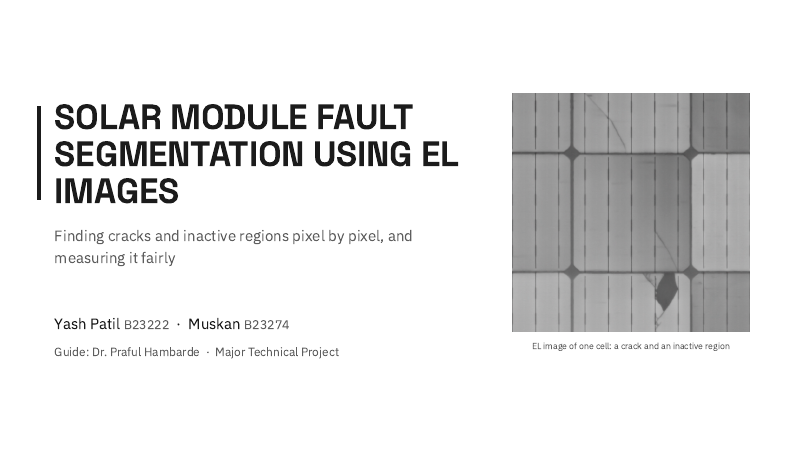 SOLAR MODULE FAULT
SEGMENTATION USING EL
IMAGES
Finding cracks and inactive regions pixel by pixel, and
measuring it fairly
Yash Patil B23222 · Muskan B23274
Guide: Dr. Praful Hambarde · Major Technical Project
EL image of one cell: a crack and an inactive region